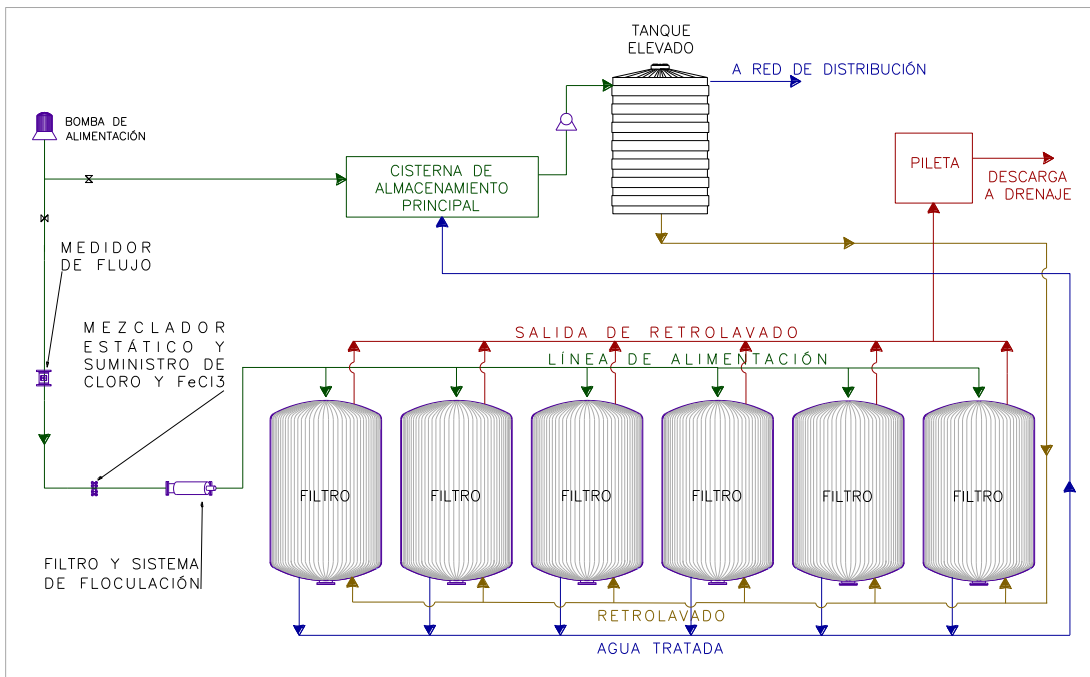 TANQUE
ELEVADO
A RED DE DISTRIBUCIÓN
BOMBA DE
ALIMENTACIÓN
CISTERNA DE
ALMACENAMIENTO
PRINCIPAL
PILETA
DESCARGA
A DRENAJE
MEDIDOR
DE FLUJO
MEZCLADOR
ESTÁTICO Y
SUMINISTRO DE
CLORO Y FeCl3
SALIDA DE RETROLAVADO
LÍNEA DE ALIMENTACIÓN
FILTRO
FILTRO
FILTRO
FILTRO
FILTRO
FILTRO
FILTRO Y SISTEMA
DE FLOCULACIÓN
RETROLAVADO
AGUA TRATADA